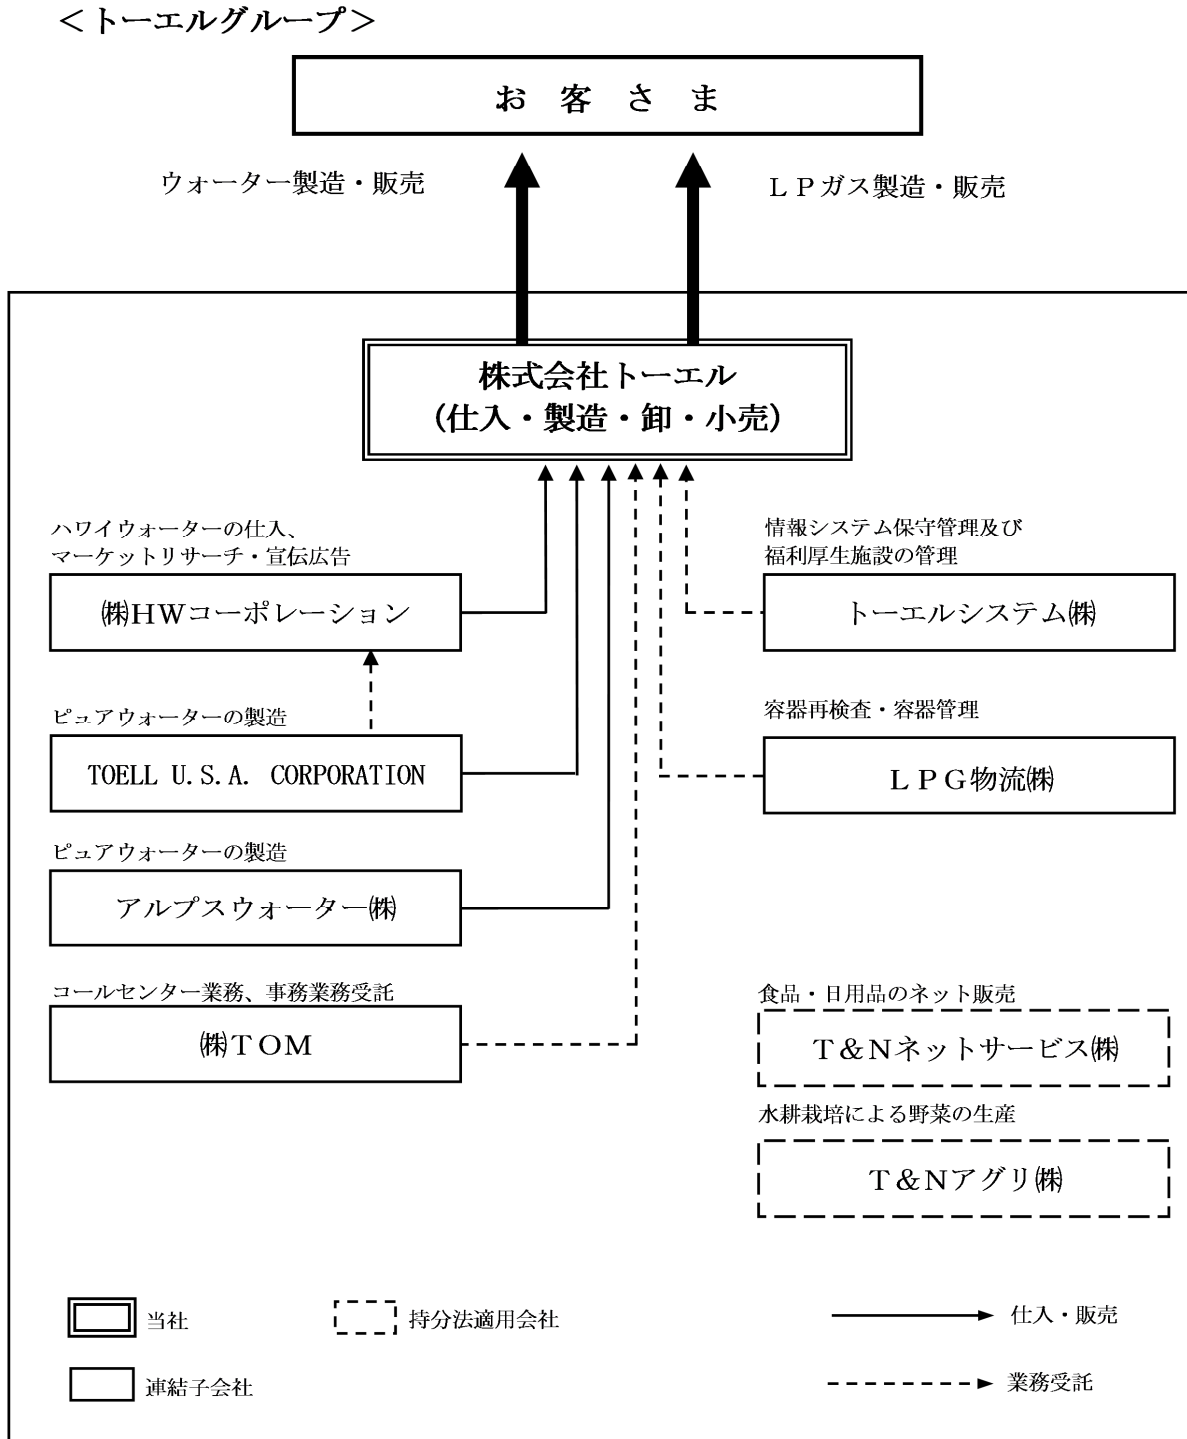 ＜トーエルグループ＞
お　客　さ　ま
ウォーター製造・販売
ＬＰガス製造・販売
株式会社トーエル
（仕入・製造・卸・小売）
ハワイウォーターの仕入、
マーケットリサーチ・宣伝広告
㈱ＨＷコーポレーション
情報システム保守管理及び
福利厚生施設の管理
トーエルシステム㈱
ピュアウォーターの製造
TOELL U.S.A. CORPORATION
容器再検査・容器管理
ＬＰＧ物流㈱
ピュアウォーターの製造
アルプスウォーター㈱
コールセンター業務、事務業務受託
㈱ＴＯＭ
食品・日用品のネット販売
Ｔ＆Ｎネットサービス㈱
水耕栽培による野菜の生産
Ｔ＆Ｎアグリ㈱
当社
持分法適用会社
仕入・販売
連結子会社
業務受託